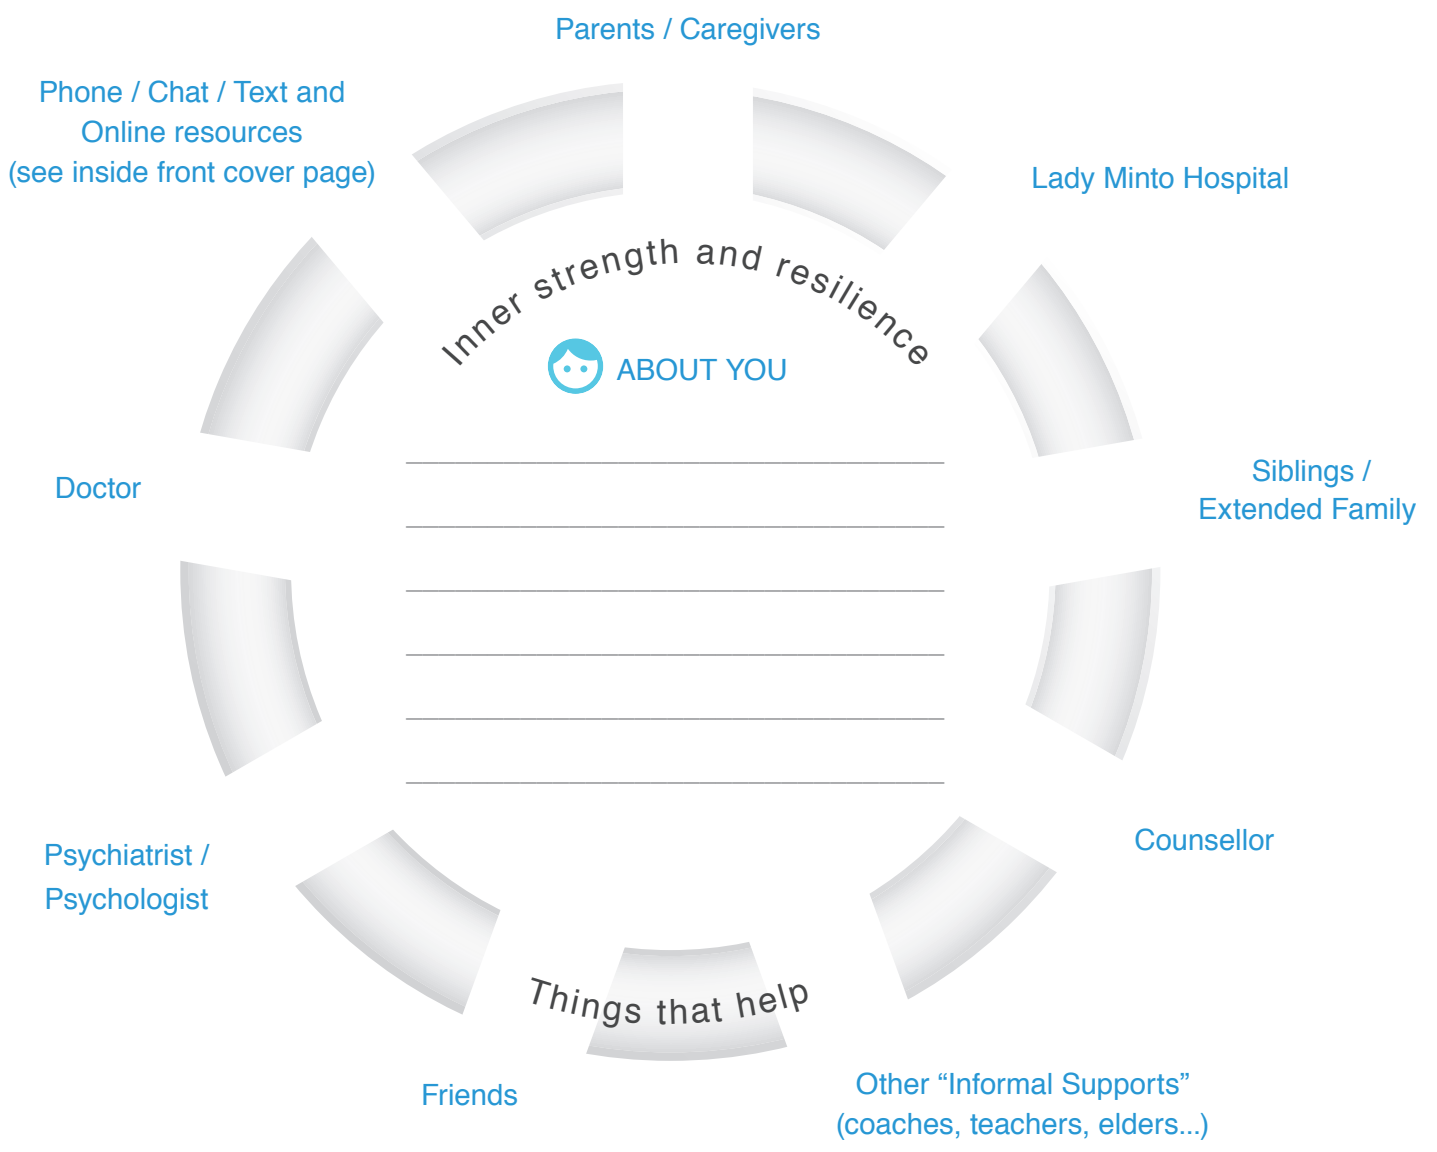 Parents / Caregivers
Phone / Chat / Text and
Online resources
(see inside front cover page)
Lady Minto Hospital
Inner strength and resilience
ABOUT YOU
Doctor
Siblings /
Extended Family
Psychiatrist /
Psychologist
Counsellor
Things that help
Friends
Other “Informal Supports”
(coaches, teachers, elders...)